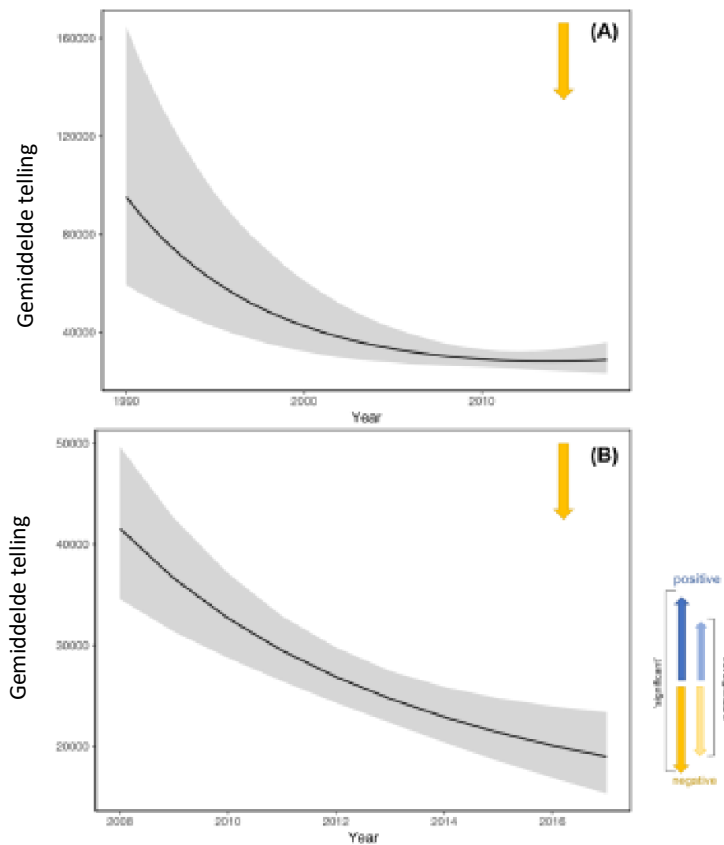 Gemiddelde telling
160000
120000
80000
40000
(A)
1990
2000
2010
Year
Gemiddelde telling
50000
40000
30000
20000
(B)
2008
2010
2012
2014
2016
Year
positive
'significant'
negative